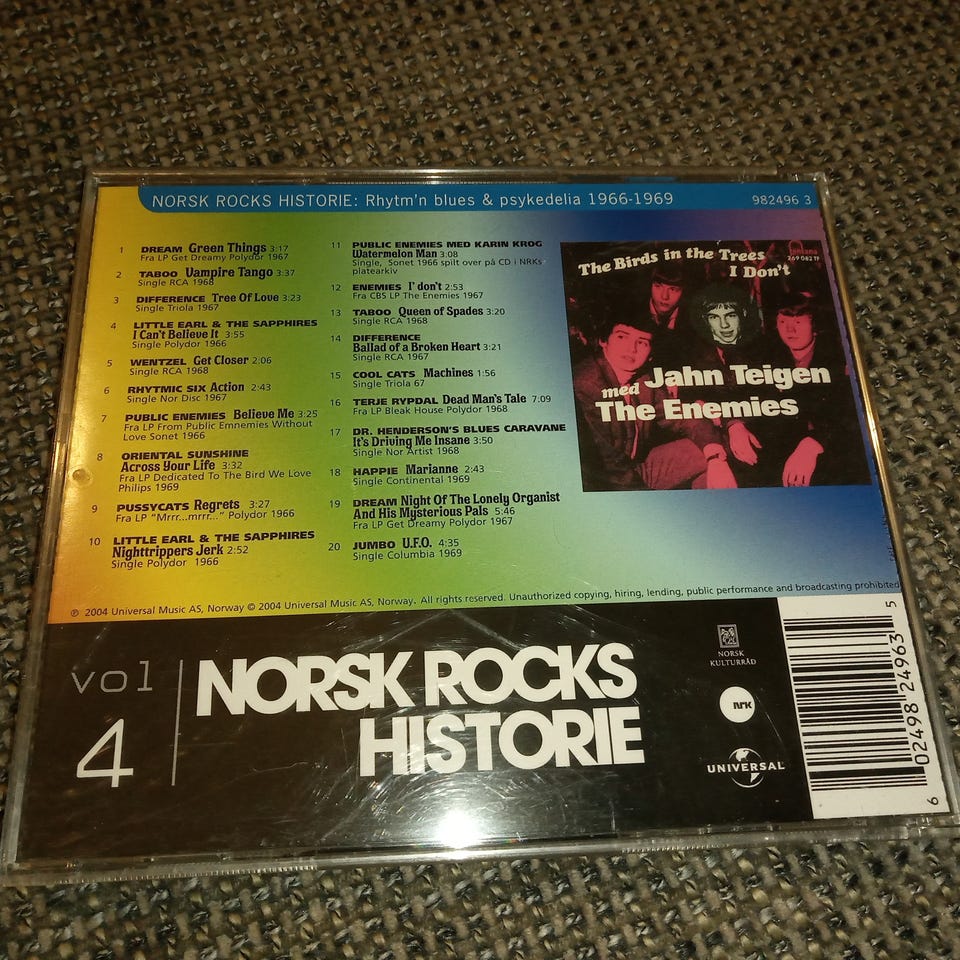 NORSK ROCKS HISTORIE: Rhytm'n blues & psykedelia 1966-1969
982496 3
1 DREAM Green Things 3:17
Fra LP Get Dreamy Polydor 1967
2 TABOO Vampire Tango 3:37
Single RCA 1968
3 DIFFERENCE Tree Of Love 3:23
Single Triola 1967
4 LITTLE EARL & THE SAPPHIRES
I Can't Believe It 3:55
Single Polydor 1966
5 WENTZEL Get Closer 2:06
Single RCA 1968
6 RHYTMIC SIX Action 2:43
Single Nor Disc 1967
7 PUBLIC ENEMIES Believe Me 3:25
Fra LP From Public Emnemies Without
Love Sonet 1966
8 ORIENTAL SUNSHINE
Across Your Life 3:32
Fra LP Dedicated To The Bird We Love
Philips 1969
9 PUSSYCATS Regrets 3:27
Fra LP "Mrrr...mrrr..." Polydor 1966
10 LITTLE EARL & THE SAPPHIRES
Nighttrippers Jerk 2:52
Single Polydor 1966
11 PUBLIC ENEMIES MED KARIN KROG
Watermelon Man 3:08
Single, Sonet 1966 spilt over på CD i NRKs
platearkiv
12 ENEMIES I' don't 2:53
Fra CBS LP The Enemies 1967
13 TABOO Queen of Spades 3:20
Single RCA 1968
14 DIFFERENCE
Ballad of a Broken Heart 3:21
Single RCA 1967
15 COOL CATS Machines 1:56
Single Triola 67
16 TERJE RYPDAL Dead Man's Tale 7:09
Fra LP Bleak House Polydor 1968
17 DR. HENDERSON'S BLUES CARAVANE
It's Driving Me Insane 3:50
Single Nor Artist 1968
18 HAPPIE Marianne 2:43
Single Continental 1969
19 DREAM Night Of The Lonely Organist
And His Mysterious Pals 5:46
Fra LP Get Dreamy Polydor 1967
20 JUMBO U.F.O. 4:35
Single Columbia 1969
269 082 TF
The Birds in the Trees
I Don't
med Jahn Teigen
The Enemies
℗ 2004 Universal Music AS, Norway © 2004 Universal Music AS, Norway. All rights reserved. Unauthorized copying, hiring, lending, public performance and broadcasting prohibited
vol
4
NORSK ROCKS
HISTORIE
NORSK
KULTURRÅD
NRK
UNIVERSAL
6 02498 24963 5